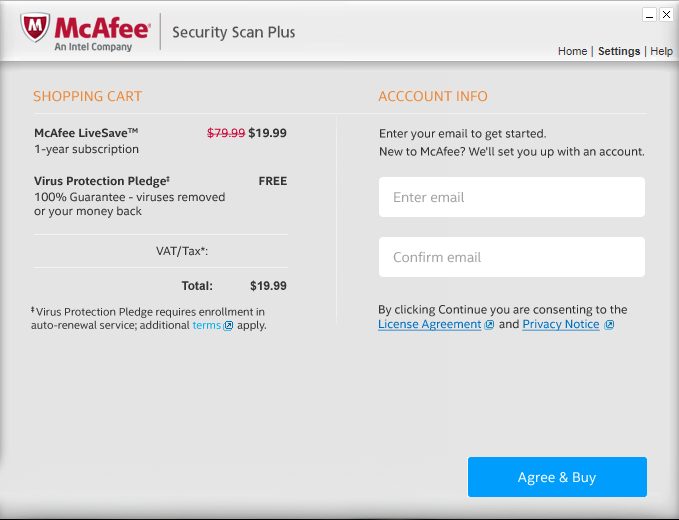 McAfee® Security Scan Plus
An Intel Company
Home | Settings | Help
SHOPPING CART
McAfee LiveSave™ $79.99 $19.99
1-year subscription
Virus Protection Pledge‡ FREE
100% Guarantee - viruses removed
or your money back
VAT/Tax*:
Total: $19.99
‡Virus Protection Pledge requires enrollment in
auto-renewal service; additional terms apply.
ACCCOUNT INFO
Enter your email to get started.
New to McAfee? We'll set you up with an account.
Enter email
Confirm email
By clicking Continue you are consenting to the
License Agreement and Privacy Notice
Agree & Buy